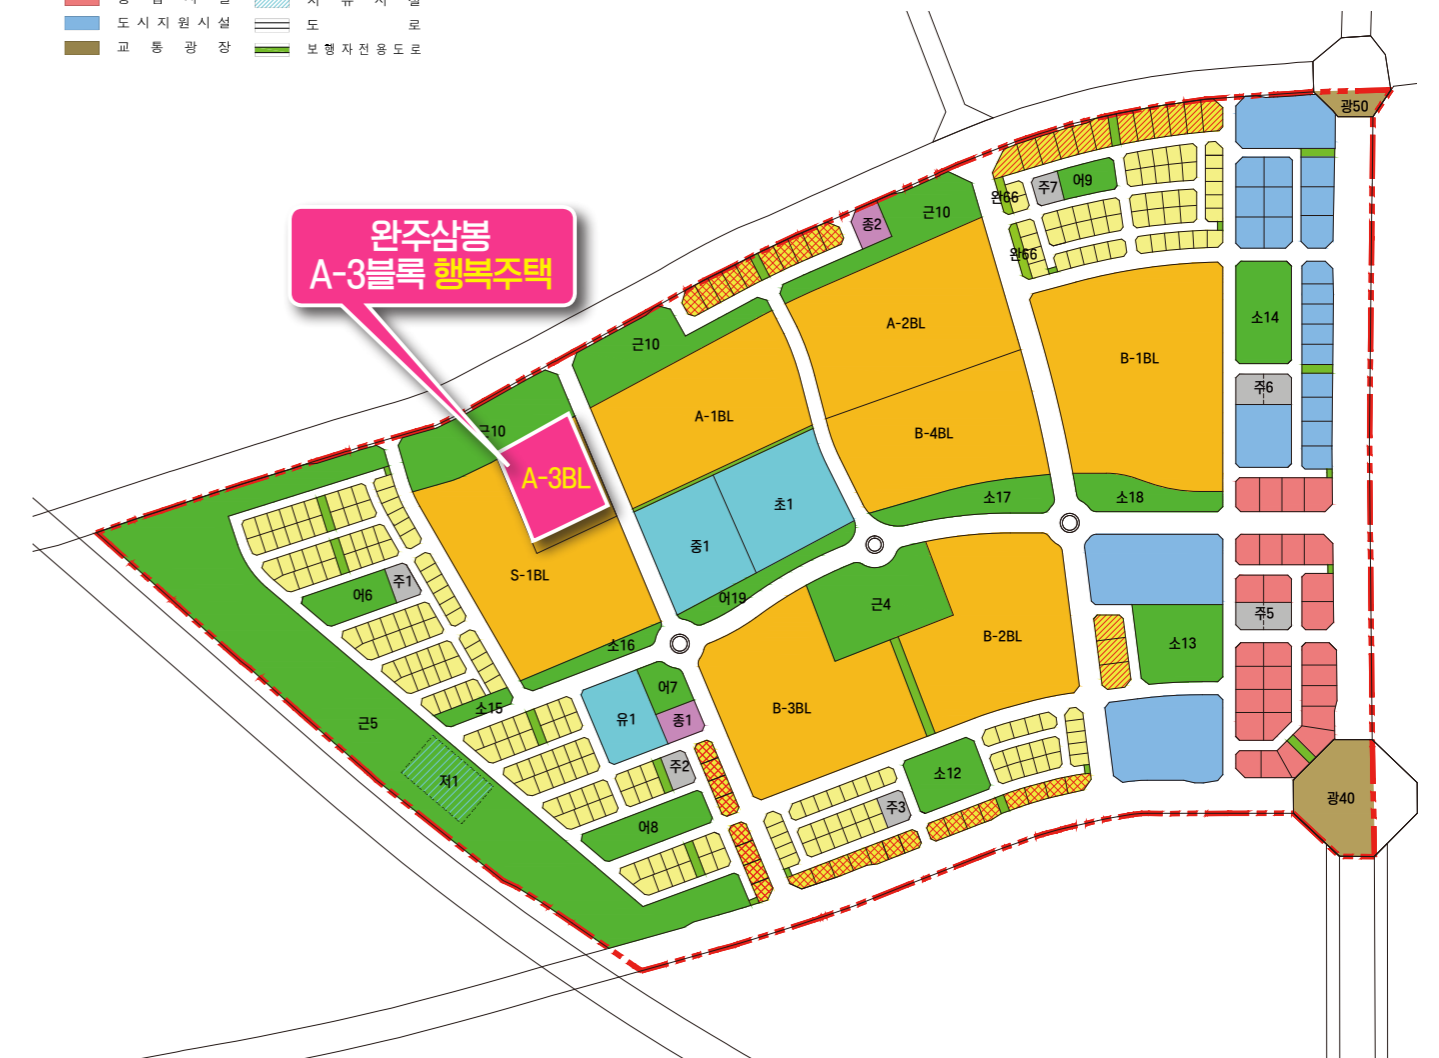 도시지원시설
도로
교통광장
보행자전용도로
광50
완주삼봉
A-3블록 행복주택
완66
주7
어9
근10
종2
완66
소14
A-2BL
근10
B-1BL
주6
A-1BL
근10
B-4BL
A-3BL
소17
소18
초1
중1
S-1BL
주1
어6
어19
근4
주5
B-2BL
소13
소16
어7
소15
유1
종1
B-3BL
근5
주2
소12
저1
주3
광40
어8